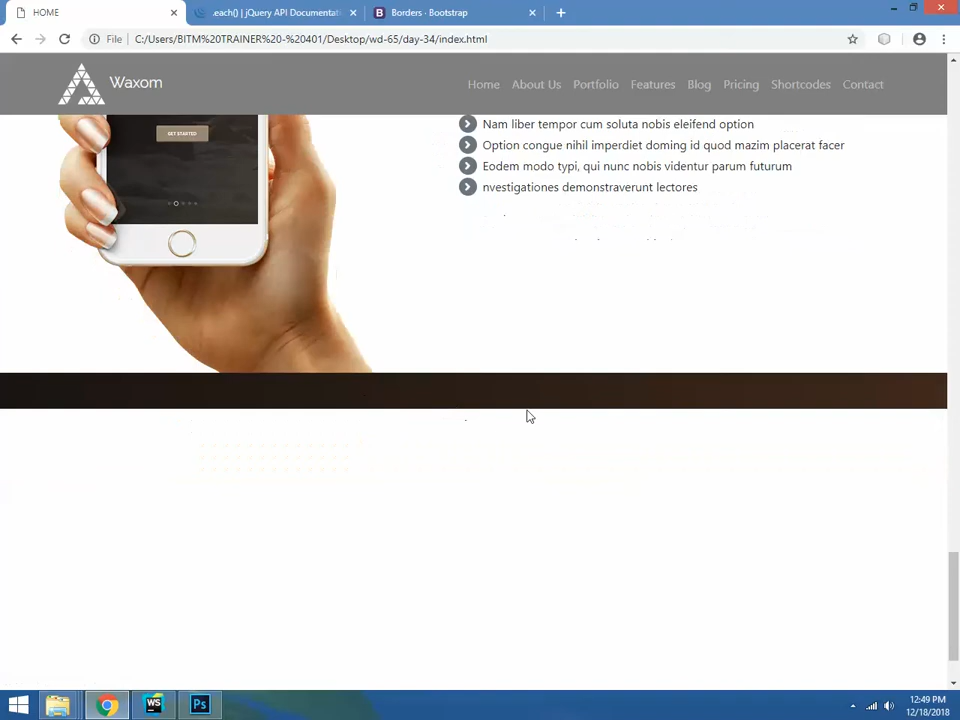 HOME
.each() | jQuery API Documentat
Borders · Bootstrap
File
C:/Users/BITM%20TRAINER%20-%20401/Desktop/wd-65/day-34/index.html
Waxom
Home About Us Portfolio Features Blog Pricing Shortcodes Contact
GET STARTED
Nam liber tempor cum soluta nobis eleifend option
Option congue nihil imperdiet doming id quod mazim placerat facer
Eodem modo typi, qui nunc nobis videntur parum futurum
nvestigationes demonstraverunt lectores
WS
Ps
12:49 PM
12/18/2018